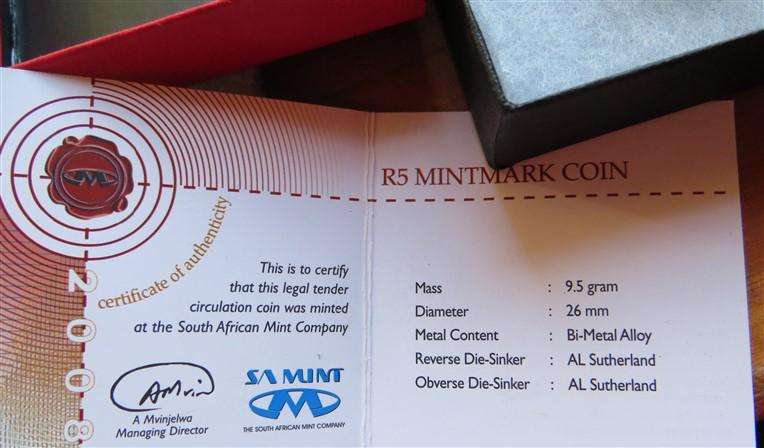 certificate of authenticity
2008
This is to certify
that this legal tender
circulation coin was minted
at the South African Mint Company
A Mvinjelwa
Managing Director
SA MINT
THE SOUTH AFRICAN MINT COMPANY
R5 MINTMARK COIN
Mass : 9.5 gram
Diameter : 26 mm
Metal Content : Bi-Metal Alloy
Reverse Die-Sinker : AL Sutherland
Obverse Die-Sinker : AL Sutherland